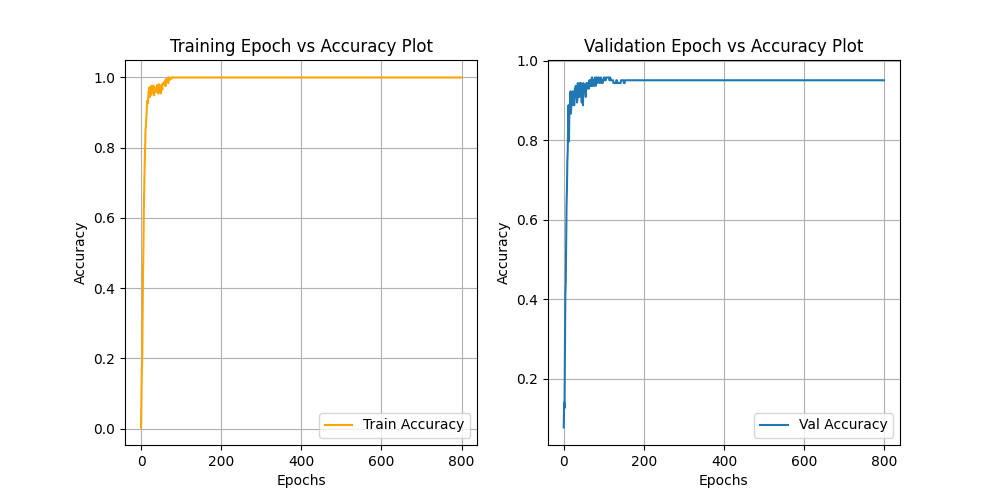 Training Epoch vs Accuracy Plot
1.0
0.8
0.6
0.4
0.2
0.0
Accuracy
Train Accuracy
0 200 400 600 800
Epochs
Validation Epoch vs Accuracy Plot
1.0
0.8
0.6
0.4
0.2
Accuracy
Val Accuracy
0 200 400 600 800
Epochs